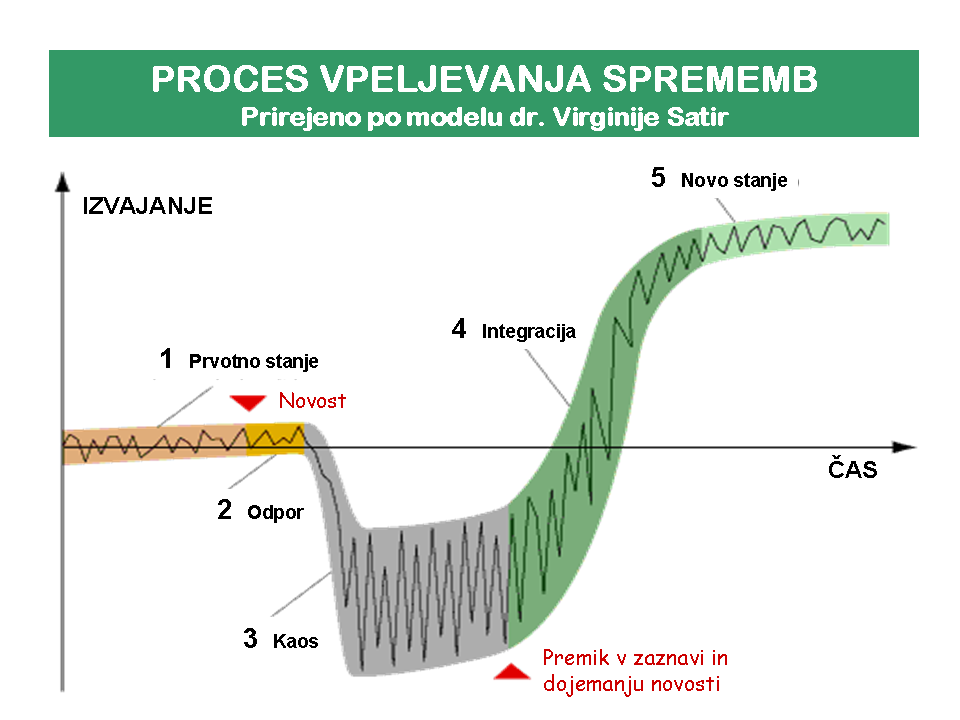 PROCES VPELJEVANJA SPREMEMB
Prirejeno po modelu dr. Virginije Satir
5 Novo stanje
IZVAJANJE
4 Integracija
1 Prvotno stanje
Novost
ČAS
2 Odpor
3 Kaos
Premik v zaznavi in
dojemanju novosti